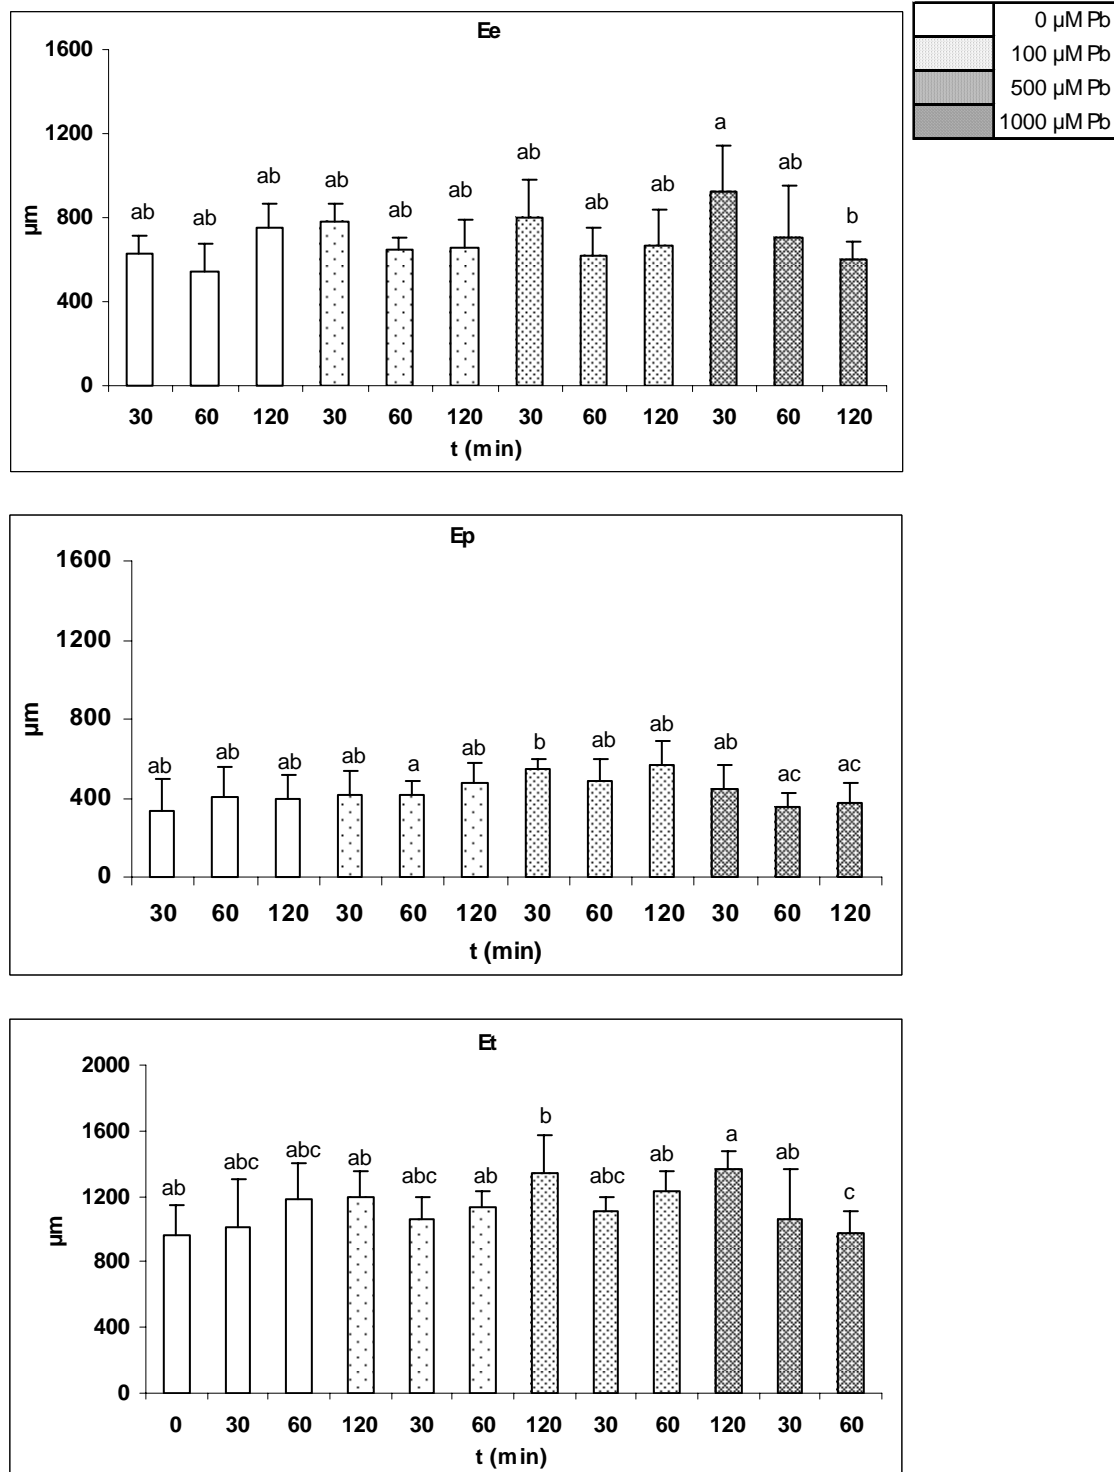 Ee
0 µM Pb
100 µM Pb
500 µM Pb
1000 µM Pb
1600
1200
800
400
0
µm
ab ab ab ab ab ab ab ab ab a ab b
30 60 120 30 60 120 30 60 120 30 60 120
t (min)
Ep
1600
1200
800
400
0
µm
ab ab ab ab a ab b ab ab ab ac ac
30 60 120 30 60 120 30 60 120 30 60 120
t (min)
Et
2000
1600
1200
800
400
0
µm
ab abc abc ab abc ab b abc ab a ab c
0 30 60 120 30 60 120 30 60 120 30 60
t (min)